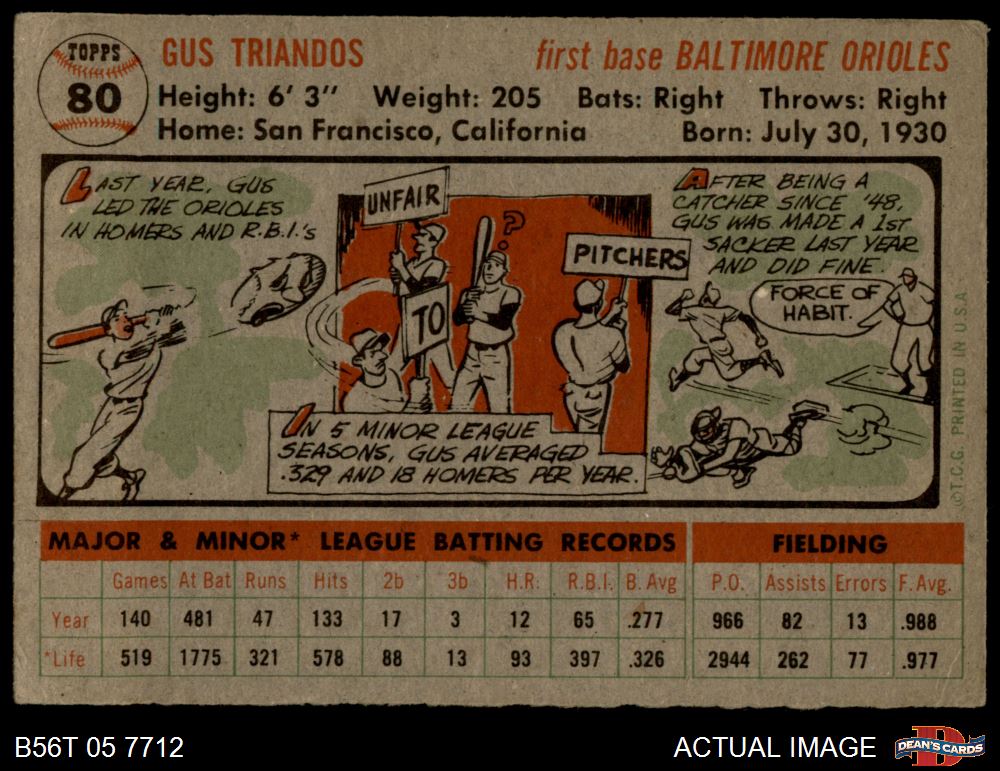 TOPPS
80
GUS TRIANDOS
first base BALTIMORE ORIOLES
Height: 6' 3" Weight: 205 Bats: Right Throws: Right
Home: San Francisco, California Born: July 30, 1930
LAST YEAR, GUS
LED THE ORIOLES
IN HOMERS AND R.B.I.'s
UNFAIR
TO
?
PITCHERS
IN 5 MINOR LEAGUE
SEASONS, GUS AVERAGED
.329 AND 18 HOMERS PER YEAR.
AFTER BEING A
CATCHER SINCE '48,
GUS WAS MADE A 1ST
SACKER LAST YEAR
AND DID FINE.
FORCE OF
HABIT.
©T.C.G. PRINTED IN U.S.A.
MAJOR & MINOR* LEAGUE BATTING RECORDS FIELDING
Games At Bat Runs Hits 2b 3b H.R. R.B.I. B. Avg P.O. Assists Errors F. Avg.
Year 140 481 47 133 17 3 12 65 .277 966 82 13 .988
*Life 519 1775 321 578 88 13 93 397 .326 2944 262 77 .977
B56T 05 7712
ACTUAL IMAGE
D
DEAN'S CARDS